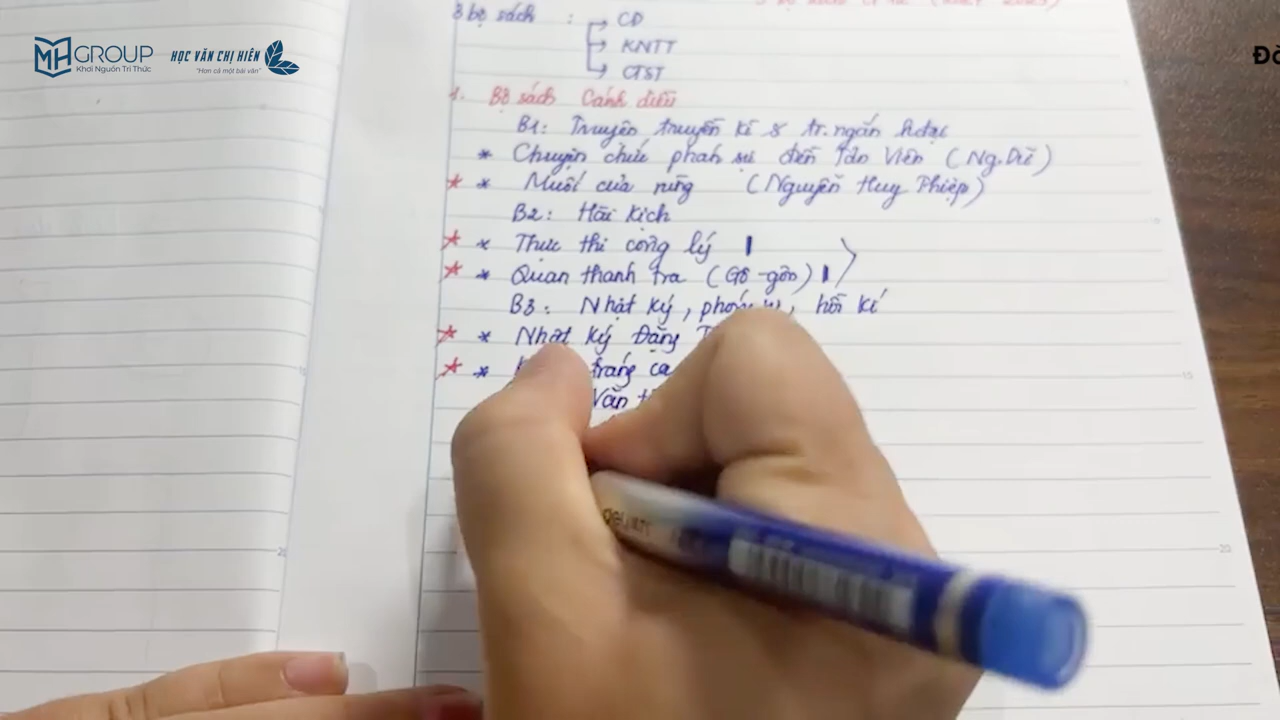 MH GROUP
Khơi Nguồn Tri Thức
HỌC VĂN CHỊ HIÊN
"Hơn cả một bài văn"
3 bộ sách : CD
KNTT
CTST
1. Bộ sách Cánh diều
B1: Truyện truyền kì & tr.ngắn h.đại
* Chuyện chức phán sự đền Tản Viên (Ng.Dữ)
* * Muối của rừng (Nguyễn Huy Thiệp)
B2: Hài kịch
* * Thực thi công lý
* * Quan thanh tra (Gô-gôn)
B3: Nhật ký, phóng sự, hồi kí
* * Nhật ký Đặng
* * trắng
Văn